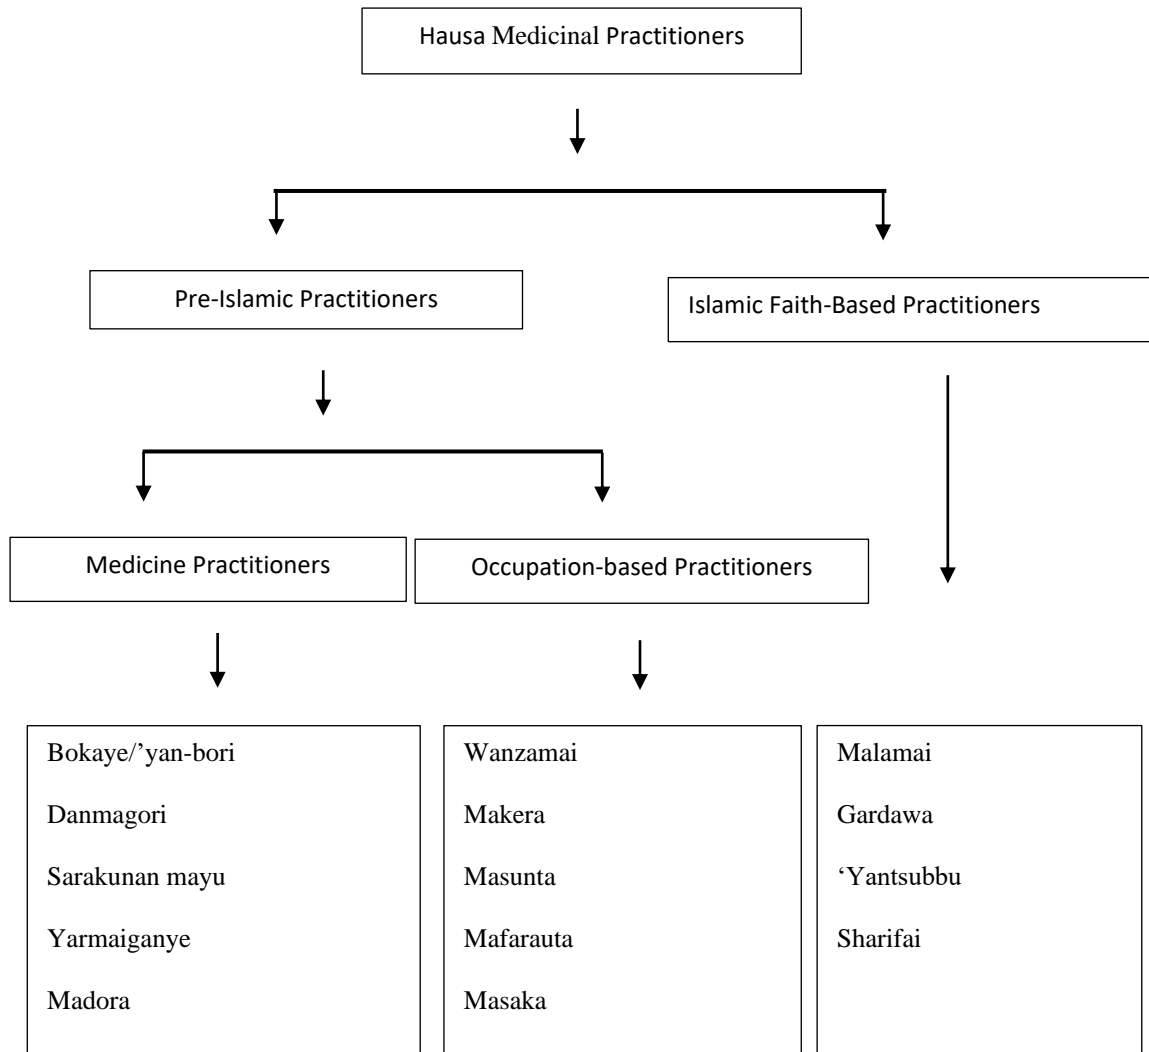 Hausa Medicinal Practitioners
Pre-Islamic Practitioners
Islamic Faith-Based Practitioners
Medicine Practitioners
Occupation-based Practitioners
Bokaye/’yan-bori
Danmagori
Sarakunan mayu
Yarmaiganye
Madora
Wanzamai
Makera
Masunta
Mafarauta
Masaka
Malamai
Gardawa
‘Yantsubbu
Sharifai